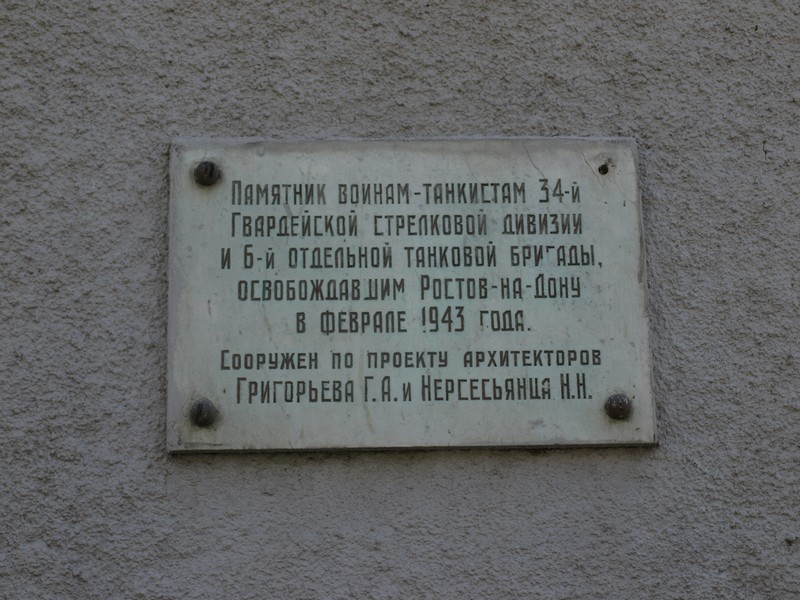 Памятник воинам-танкистам 34-й
Гвардейской стрелковой дивизии
и 6-й отдельной танковой бригады,
освобождавшим Ростов-на-Дону
в феврале 1943 года.
Сооружен по проекту архитекторов
Григорьева Г.А. и Нерсесьянца Н.Н.